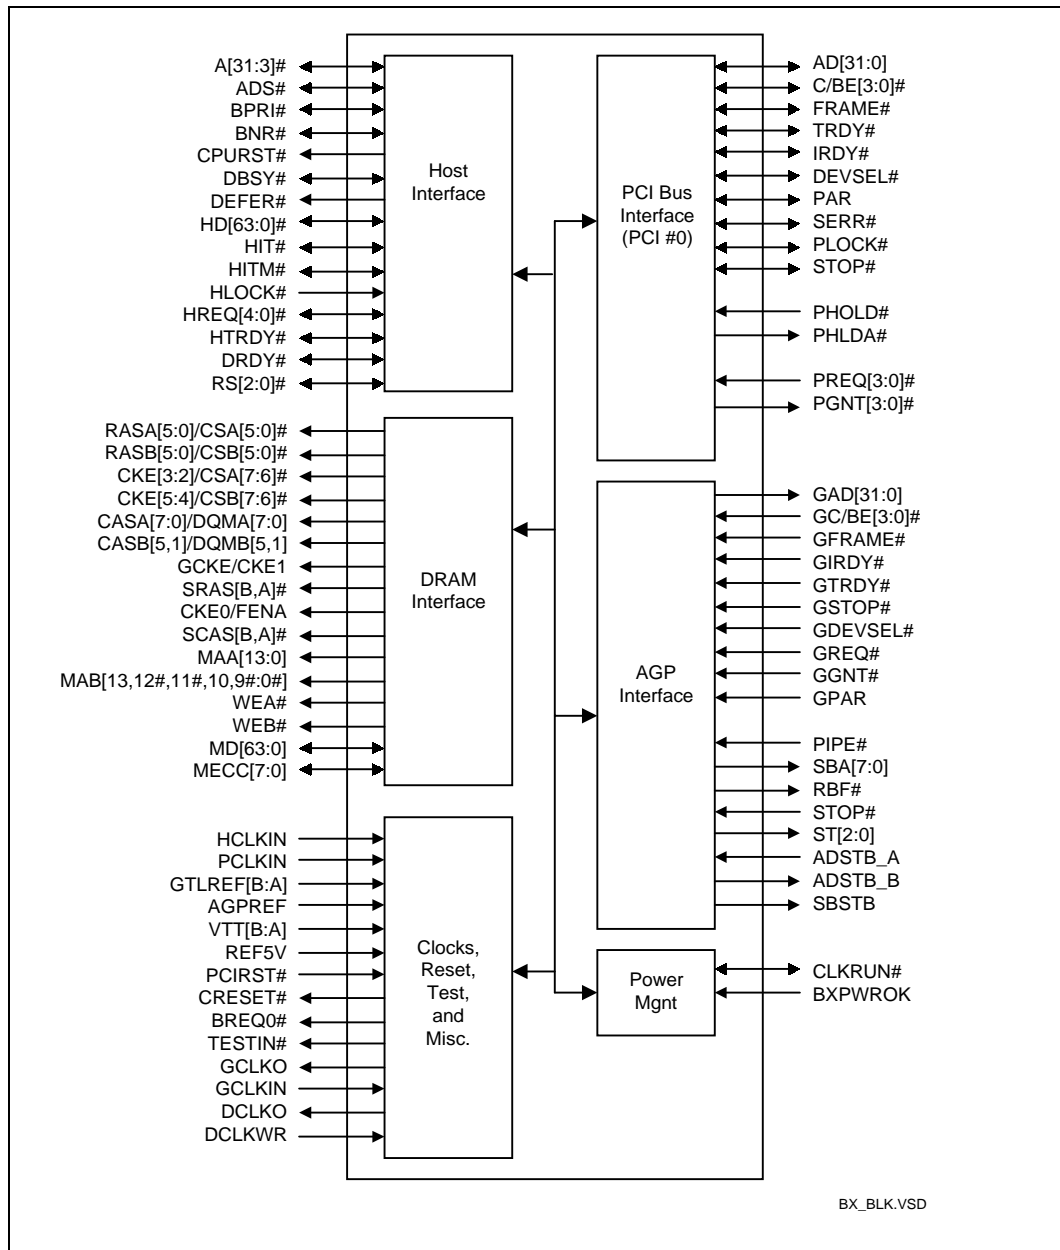 A[31:3]#
ADS#
BPRI#
BNR#
CPURST#
DBSY#
DEFER#
HD[63:0]#
HIT#
HITM#
HLOCK#
HREQ[4:0]#
HTRDY#
DRDY#
RS[2:0]#
Host
Interface
RASA[5:0]/CSA[5:0]#
RASB[5:0]/CSB[5:0]#
CKE[3:2]/CSA[7:6]#
CKE[5:4]/CSB[7:6]#
CASA[7:0]/DQMA[7:0]
CASB[5,1]/DQMB[5,1]
GCKE/CKE1
SRAS[B,A]#
CKE0/FENA
SCAS[B,A]#
MAA[13:0]
MAB[13,12#,11#,10,9#:0#]
WEA#
WEB#
MD[63:0]
MECC[7:0]
DRAM
Interface
HCLKIN
PCLKIN
GTLREF[B:A]
AGPREF
VTT[B:A]
REF5V
PCIRST#
CRESET#
BREQ0#
TESTIN#
GCLKO
GCLKIN
DCLKO
DCLKWR
Clocks,
Reset,
Test,
and
Misc.
PCI Bus
Interface
(PCI #0)
AD[31:0]
C/BE[3:0]#
FRAME#
TRDY#
IRDY#
DEVSEL#
PAR
SERR#
PLOCK#
STOP#
PHOLD#
PHLDA#
PREQ[3:0]#
PGNT[3:0]#
AGP
Interface
GAD[31:0]
GC/BE[3:0]#
GFRAME#
GIRDY#
GTRDY#
GSTOP#
GDEVSEL#
GREQ#
GGNT#
GPAR
PIPE#
SBA[7:0]
RBF#
STOP#
ST[2:0]
ADSTB_A
ADSTB_B
SBSTB
Power
Mgnt
CLKRUN#
BXPWROK
BX_BLK.VSD